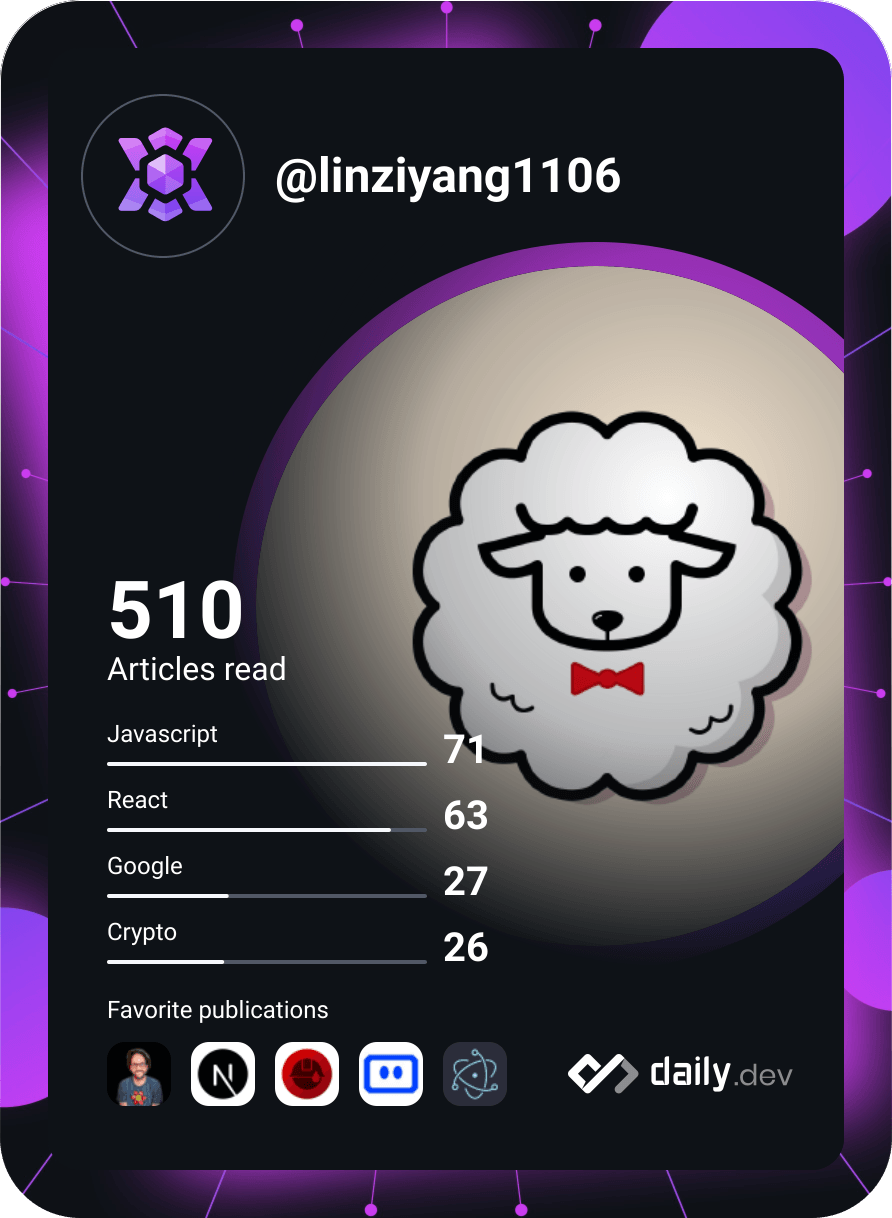 @linziyang1106
510
Articles read
Javascript
71
React
63
Google
27
Crypto
26
Favorite publications
N
daily.dev